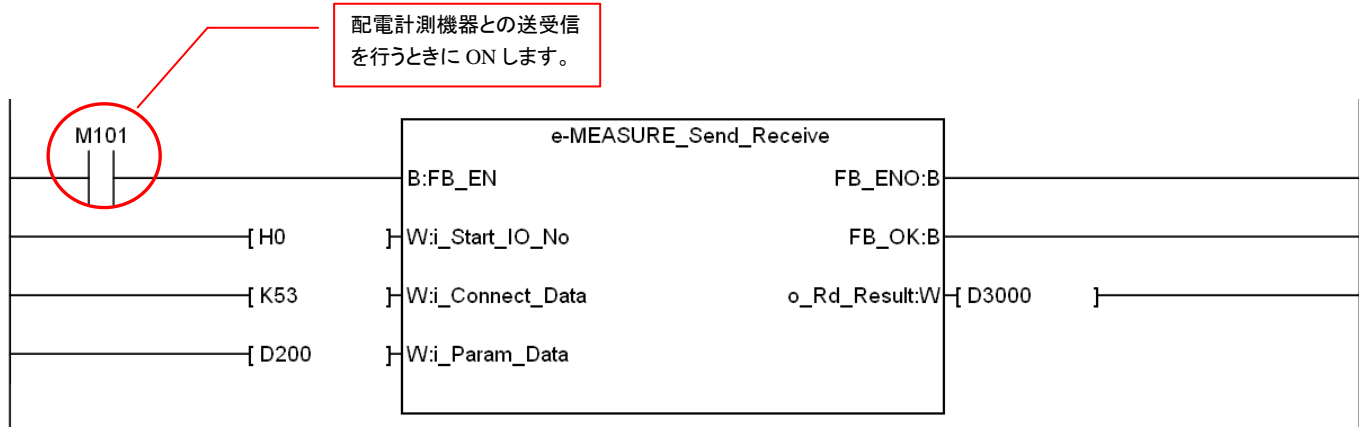 配電計測機器との送受信
を行うときに ON します。
M101
e-MEASURE_Send_Receive
B:FB_EN FB_ENO:B
[ H0 ] W:i_Start_IO_No FB_OK:B
[ K53 ] W:i_Connect_Data o_Rd_Result:W [ D3000 ]
[ D200 ] W:i_Param_Data